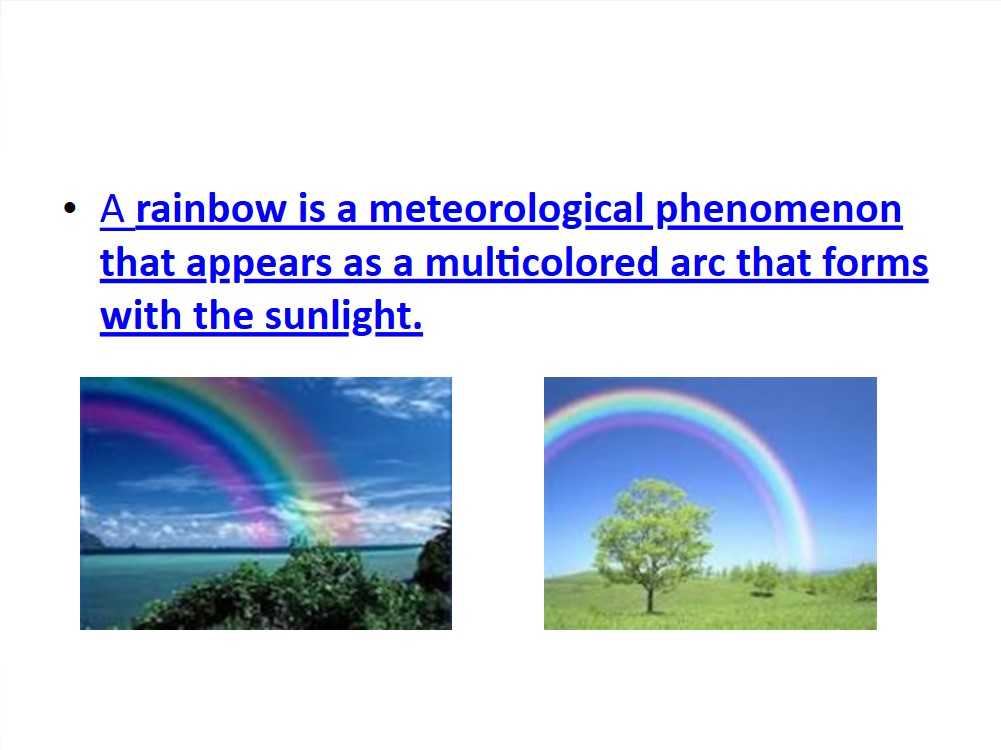 • A rainbow is a meteorological phenomenon
that appears as a multicolored arc that forms
with the sunlight.